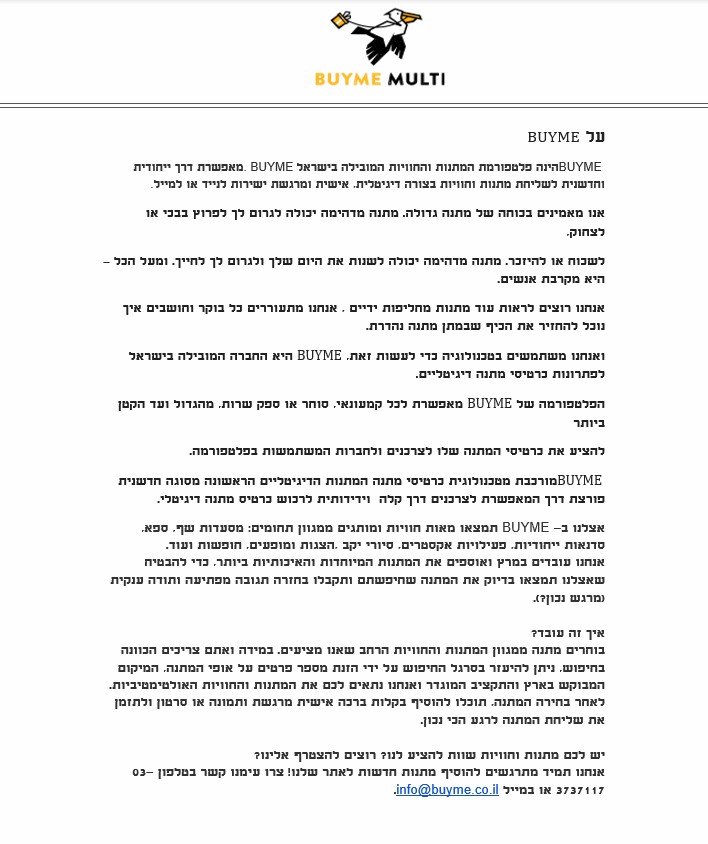 BUYME MULTI
על BUYME
BUYMEהינה פלטפורמת המתנות והחוויות המובילה בישראל BUYME .מאפשרת דרך ייחודית
וחדשנית לשליחת מתנות וחוויות בצורה דיגיטלית, אישית ומרגשת ישירות לנייד או למייל.
אנו מאמינים בכוחה של מתנה גדולה. מתנה מדהימה יכולה לגרום לך לפרוץ בבכי או
לצחוק,
לשכוח או להיזכר. מתנה מדהימה יכולה לשנות את היום שלך ולגרום לך לחייך. ומעל הכל –
היא מקרבת אנשים.
אנחנו רוצים לראות עוד מתנות מחליפות ידיים . אנחנו מתעוררים כל בוקר וחושבים איך
נוכל להחזיר את הכיף שבמתן מתנה נהדרת.
ואנחנו משתמשים בטכנולוגיה כדי לעשות זאת. BUYME היא החברה המובילה בישראל
לפתרונות כרטיסי מתנה דיגיטליים.
הפלטפורמה של BUYME מאפשרת לכל קמעונאי, סוחר או ספק שרות, מהגדול ועד הקטן
ביותר
להציע את כרטיסי המתנה שלו לצרכנים ולחברות המשתמשות בפלטפורמה.
BUYMEמורכבת מטכנולוגית כרטיסי מתנה המתנות הדיגיטליים הראשונה מסוגה חדשנית
פורצת דרך המאפשרת לצרכנים דרך קלה וידידותית לרכוש כרטיס מתנה דיגיטלי.
אצלנו ב– BUYME תמצאו מאות חוויות ומותגים ממגוון תחומים: מסעדות שף, ספא,
סדנאות ייחודיות, פעילויות אקסטרים, סיורי יקב ,הצגות ומופעים, חופשות ועוד.
אנחנו עובדים במרץ ואוספים את המתנות המיוחדות והאיכותיות ביותר, כדי להבטיח
שאצלנו תמצאו בדיוק את המתנה שחיפשתם ותקבלו בחזרה תגובה מפתיעה ותודה ענקית
(מרגש נכון?).
איך זה עובד?
בוחרים מתנה ממגוון המתנות והחוויות הרחב שאנו מציעים. במידה ואתם צריכים הכוונה
בחיפוש, ניתן להיעזר בסרגל החיפוש על ידי הזנת מספר פרטים על אופי המתנה, המיקום
המבוקש בארץ והתקציב המוגדר ואנחנו נתאים לכם את המתנות והחוויות האולטימטיביות.
לאחר בחירת המתנה, תוכלו להוסיף בקלות ברכה אישית מרגשת ותמונה או סרטון ולתזמן
את שליחת המתנה לרגע הכי נכון.
יש לכם מתנות וחוויות שוות להציע לנו? רוצים להצטרף אלינו?
אנחנו תמיד מתרגשים להוסיף מתנות חדשות לאתר שלנו! צרו עימנו קשר בטלפון –03
3737117 או במייל info@buyme.co.il.